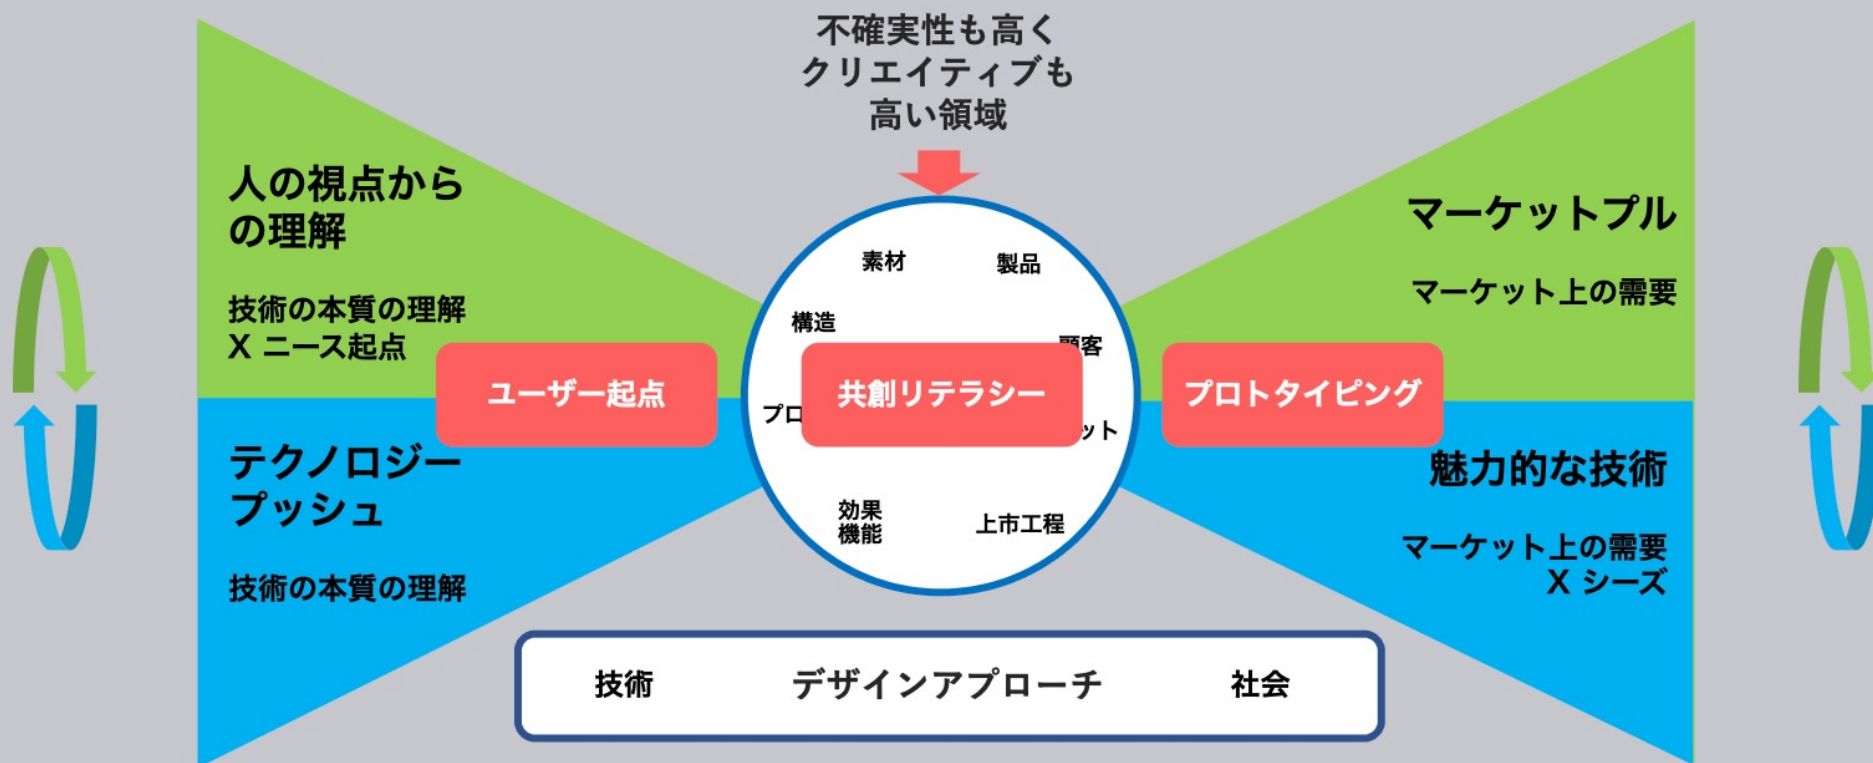 不確実性も高く
クリエイティブも
高い領域
人の視点から
の理解
技術の本質の理解
X ニース起点
テクノロジー
プッシュ
技術の本質の理解
ユーザー起点
素材
製品
構造
顧客
プロ
共創リテラシー
ット
効果
機能
上市工程
プロトタイピング
マーケットプル
マーケット上の需要
魅力的な技術
マーケット上の需要
X シーズ
技術
デザインアプローチ
社会